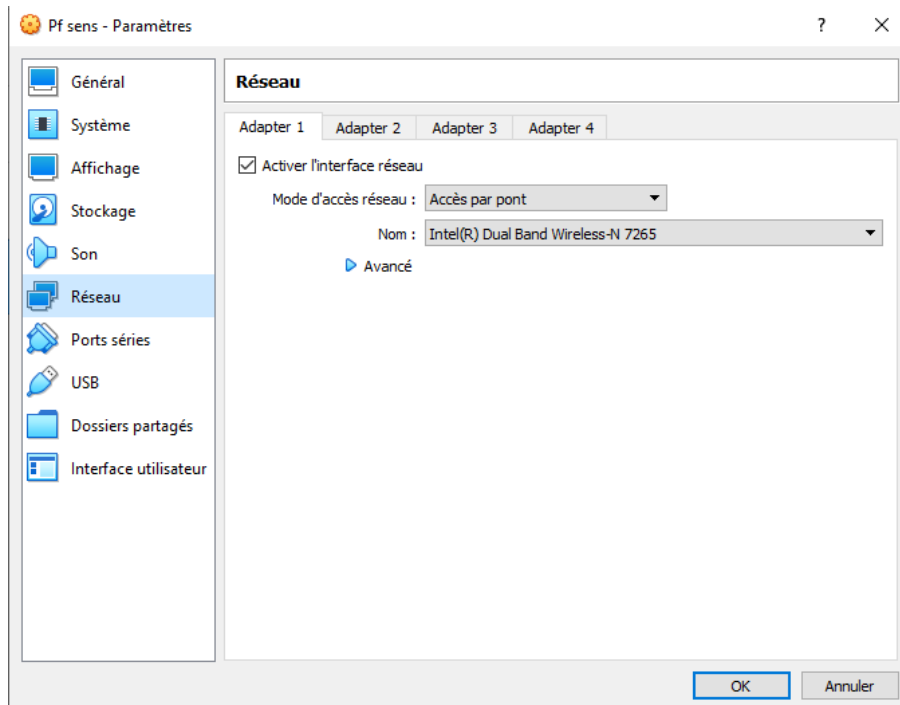 Pf sens - Paramètres
?
Général
Système
Affichage
Stockage
Son
Réseau
Ports séries
USB
Dossiers partagés
Interface utilisateur
Réseau
Adapter 1 Adapter 2 Adapter 3 Adapter 4
Activer l'interface réseau
Mode d'accès réseau : Accès par pont
Nom : Intel(R) Dual Band Wireless-N 7265
Avancé
OK Annuler